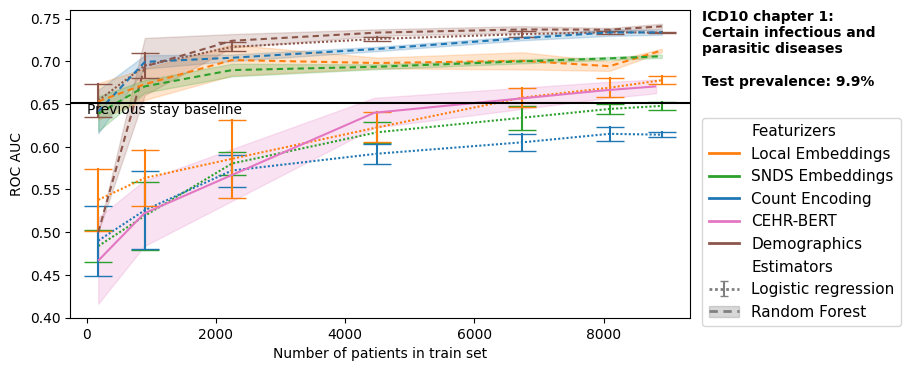 0.75
0.70
0.65
0.60
0.55
0.50
0.45
0.40
ROC AUC
Previous stay baseline
0
2000
4000
6000
8000
Number of patients in train set
ICD10 chapter 1:
Certain infectious and
parasitic diseases
Test prevalence: 9.9%
Featurizers
Local Embeddings
SNDS Embeddings
Count Encoding
CEHR-BERT
Demographics
Estimators
Logistic regression
Random Forest